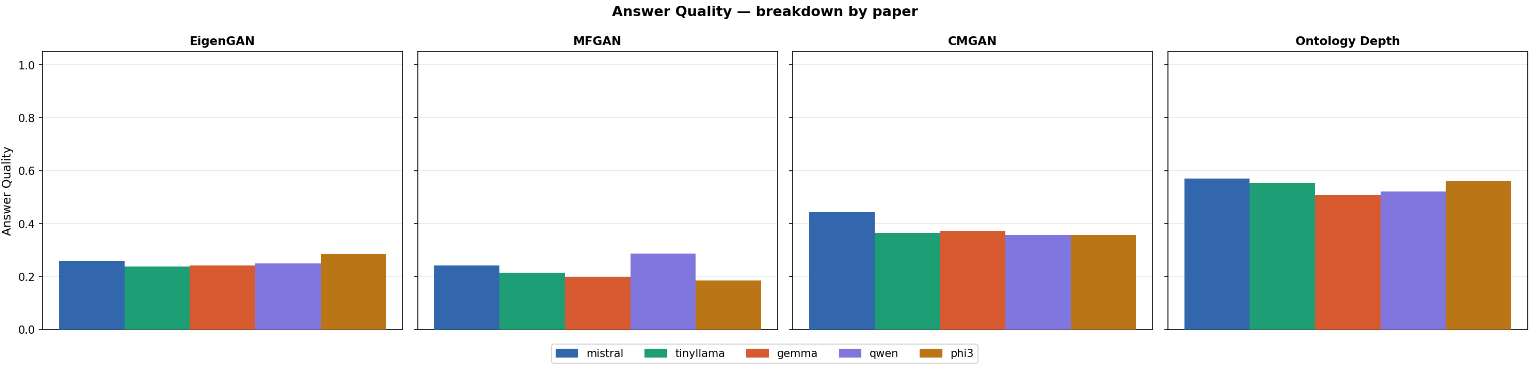 Answer Quality — breakdown by paper
EigenGAN
MFGAN
CMGAN
Ontology Depth
Answer Quality
1.0
0.8
0.6
0.4
0.2
0.0
mistral tinyllama gemma qwen phi3